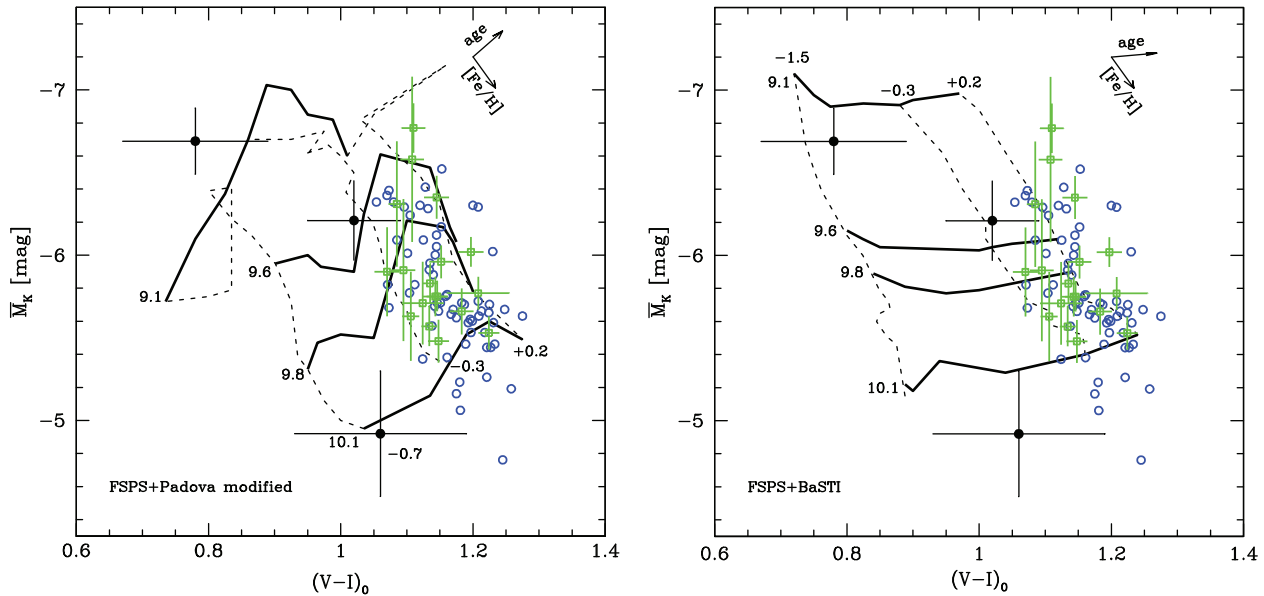 age
[Fe/H]
−7
9.1
−6
M̅_K [mag]
9.6
9.8
−0.3
+0.2
10.1
−0.7
−5
FSPS+Padova modified
0.6 0.8 1 1.2 1.4
(V−I)₀
age
[Fe/H]
−1.5
9.1
−0.3
+0.2
−7
9.6
−6
M̅_K [mag]
9.8
10.1
−5
FSPS+BaSTI
0.6 0.8 1 1.2 1.4
(V−I)₀